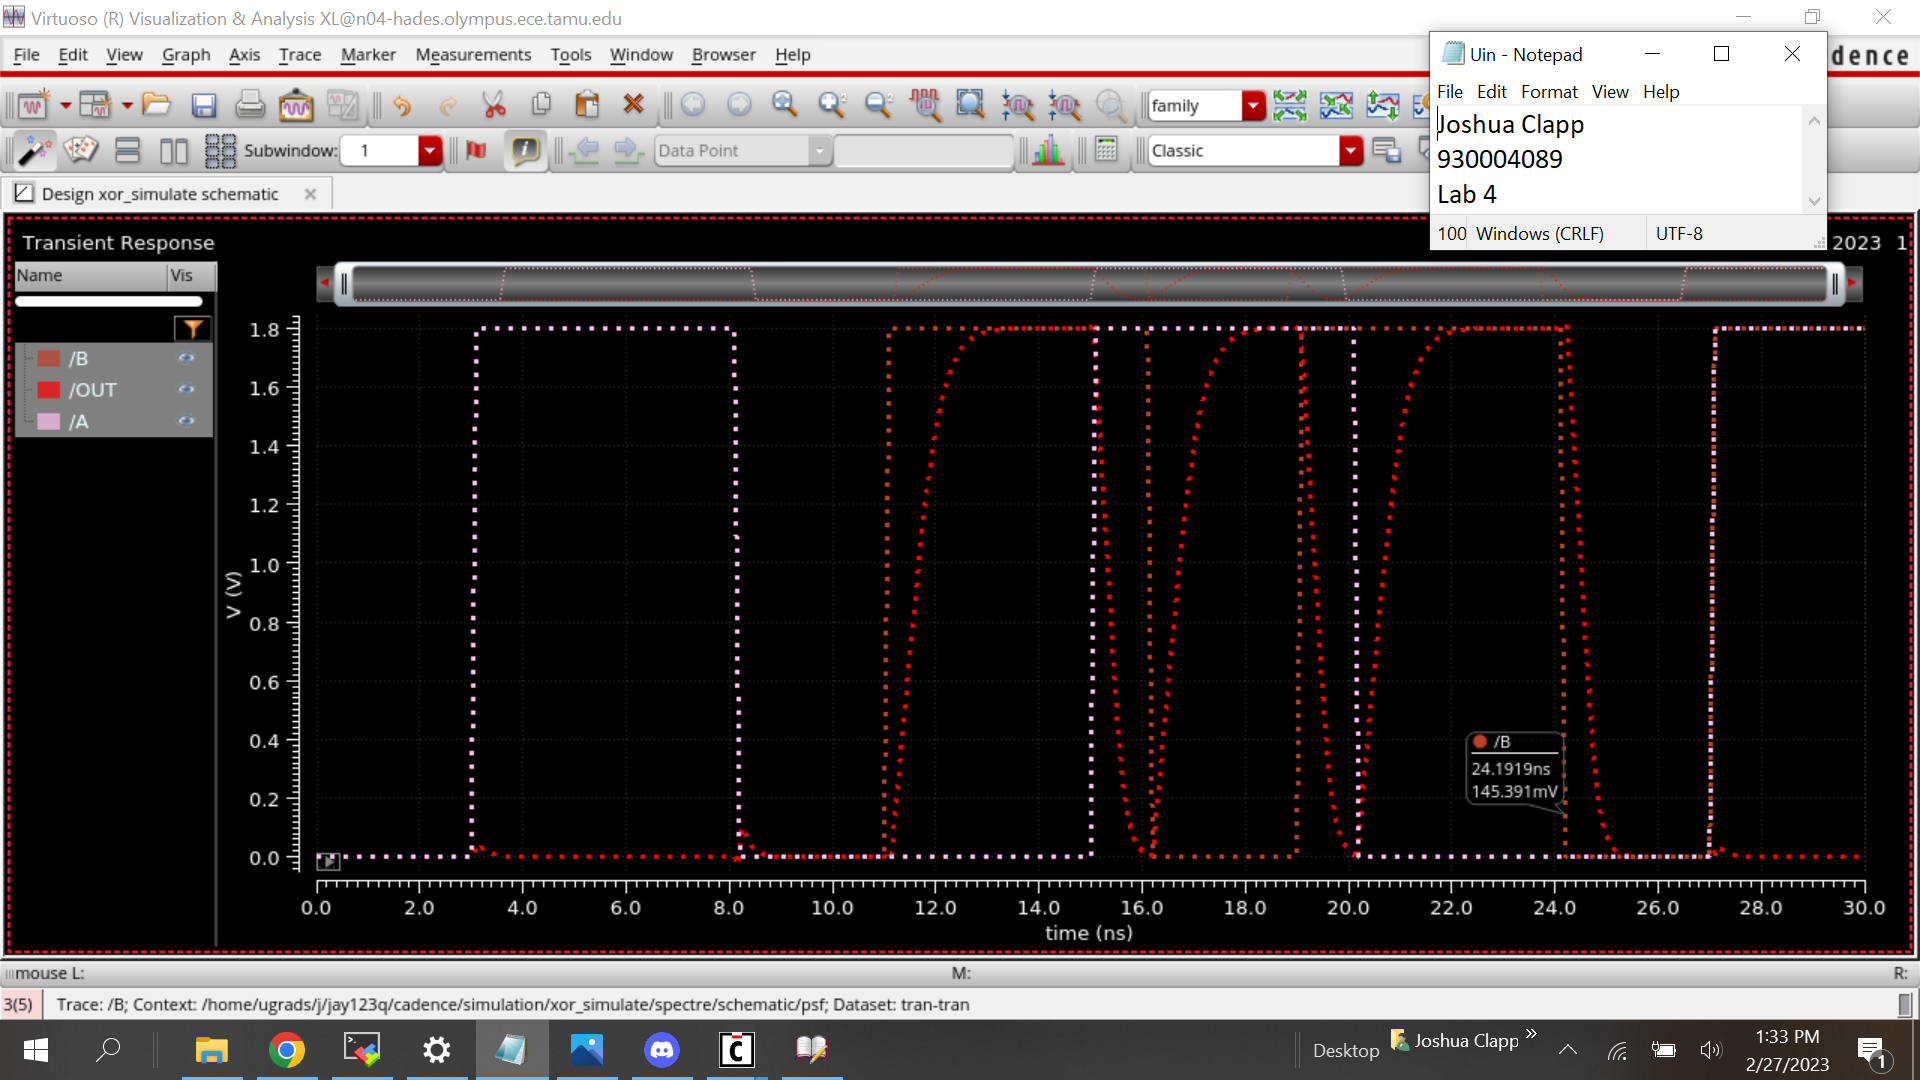 Virtuoso (R) Visualization & Analysis XL@n04-hades.olympus.ece.tamu.edu
File Edit View Graph Axis Trace Marker Measurements Tools Window Browser Help
dence
family
Subwindow: 1
Data Point
Classic
Design xor_simulate schematic
Uin - Notepad
File Edit Format View Help
Joshua Clapp
930004089
Lab 4
100 Windows (CRLF) UTF-8
Transient Response
2023 1
Name Vis
/B
/OUT
/A
V (V)
1.8
1.6
1.4
1.2
1.0
0.8
0.6
0.4
0.2
0.0
/B
24.1919ns
145.391mV
0.0 2.0 4.0 6.0 8.0 10.0 12.0 14.0 16.0 18.0 20.0 22.0 24.0 26.0 28.0 30.0
time (ns)
mouse L: M: R:
3(5) Trace: /B; Context: /home/ugrads/j/jay123q/cadence/simulation/xor_simulate/spectre/schematic/psf; Dataset: tran-tran
Desktop Joshua Clapp »
1:33 PM
2/27/2023
1